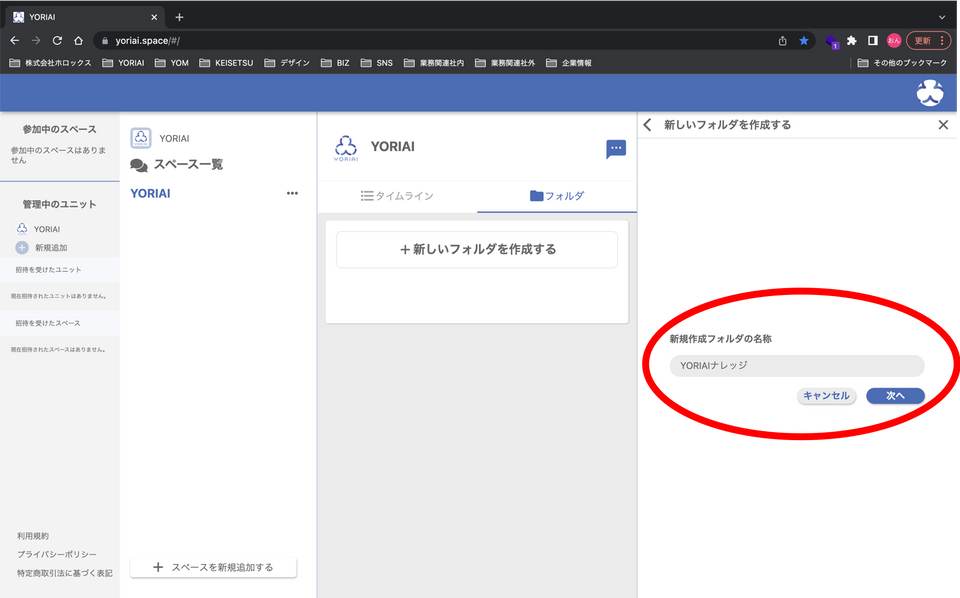 YORIAI
yoriai.space/#/
1
おん
更新
株式会社ホロックス
YORIAI
YOM
KEISETSU
デザイン
BIZ
SNS
業務関連社内
業務関連社外
企業情報
その他のブックマーク
参加中のスペース
参加中のスペースはありま
せん
管理中のユニット
YORIAI
新規追加
招待を受けたユニット
現在招待されたユニットはありません。
招待を受けたスペース
現在招待されたスペースはありません。
利用規約
プライバシーポリシー
特定商取引法に基づく表記
YORIAI
スペース一覧
YORIAI
スペースを新規追加する
YORIAI
YORIAI
タイムライン
フォルダ
新しいフォルダを作成する
新しいフォルダを作成する
新規作成フォルダの名称
YORIAIナレッジ
キャンセル
次へ